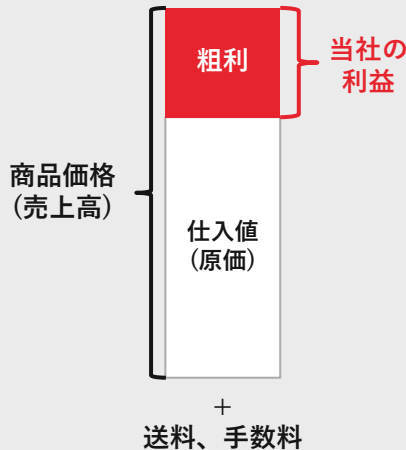 粗利
当社の
利益
商品価格
(売上高)
仕入値
(原価)
+
送料、手数料